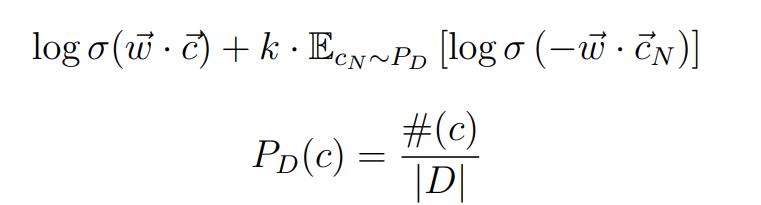 log σ(w⃗ · c⃗) + k · 𝔼_{c_N∼P_D} [log σ (−w⃗ · c⃗_N)]
P_D(c) = #(c) / |D|